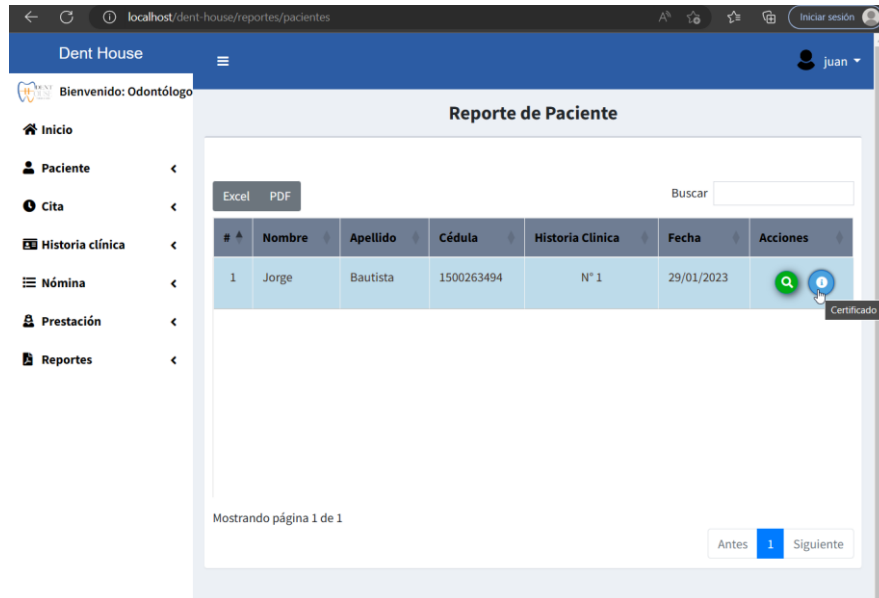 localhost/dent-house/reportes/pacientes
Iniciar sesión
Dent House
juan
Bienvenido: Odontólogo
Inicio
Paciente
Cita
Historia clínica
Nómina
Prestación
Reportes
Reporte de Paciente
Excel PDF
Buscar
# Nombre Apellido Cédula Historia Clinica Fecha Acciones
1 Jorge Bautista 1500263494 N° 1 29/01/2023
Certificado
Mostrando página 1 de 1
Antes 1 Siguiente